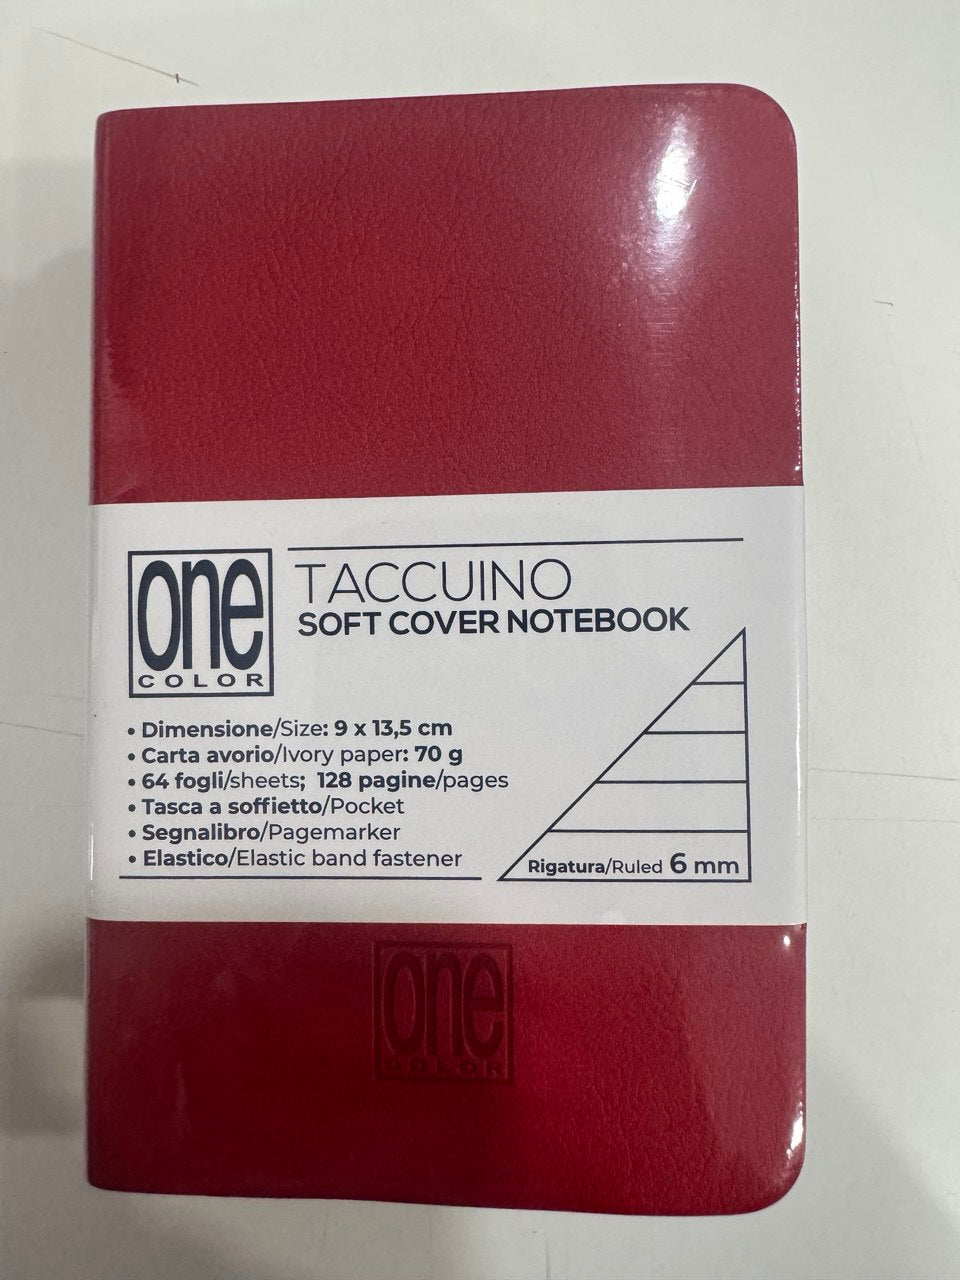 one
COLOR
TACCUINO
SOFT COVER NOTEBOOK
• Dimensione/Size: 9 x 13,5 cm
• Carta avorio/Ivory paper: 70 g
• 64 fogli/sheets; 128 pagine/pages
• Tasca a soffietto/Pocket
• Segnalibro/Pagemarker
• Elastico/Elastic band fastener
Rigatura/Ruled 6 mm
one
COLOR